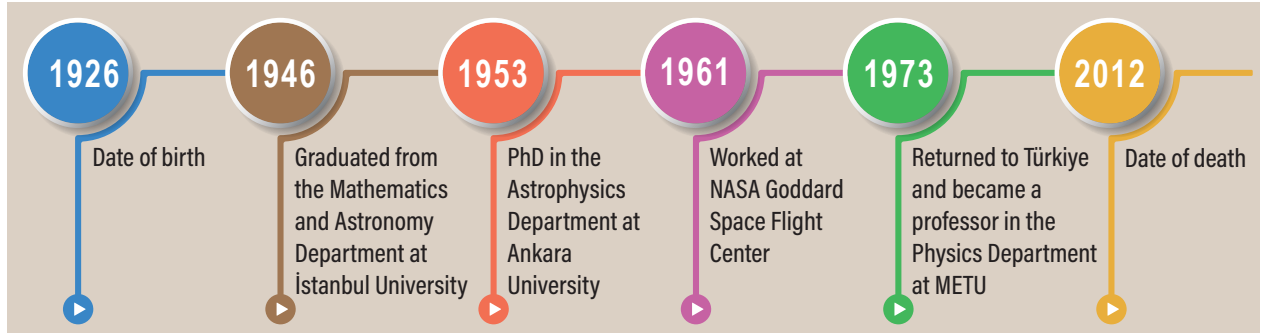 1926
1946
1953
1961
1973
2012
Date of birth
Graduated from
the Mathematics
and Astronomy
Department at
İstanbul University
PhD in the
Astrophysics
Department at
Ankara
University
Worked at
NASA Goddard
Space Flight
Center
Returned to Türkiye
and became a
professor in the
Physics Department
at METU
Date of death